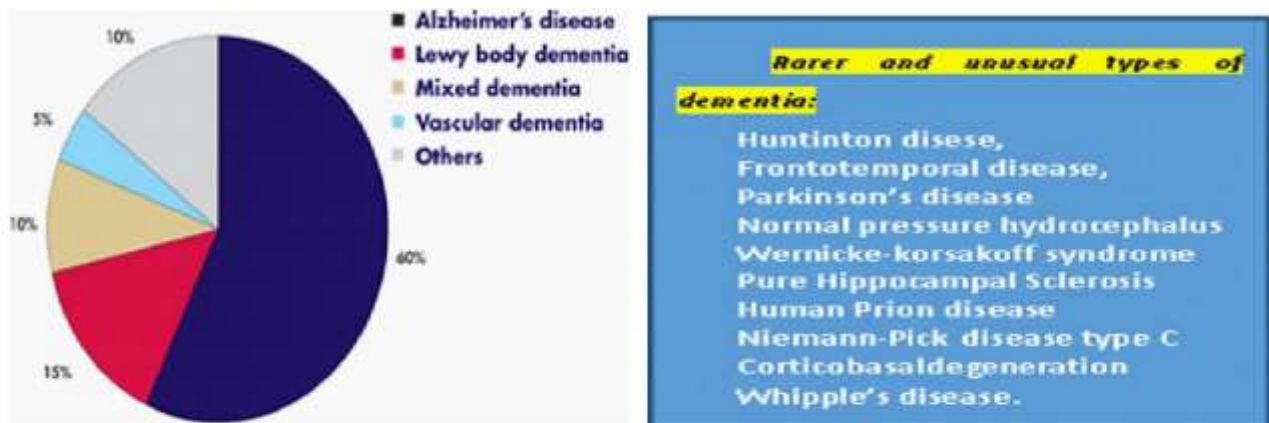 10%
5%
10%
15%
60%
Alzheimer's disease
Lewy body dementia
Mixed dementia
Vascular dementia
Others
Rarer and unusual types of
dementia:
Huntinton disese,
Frontotemporal disease,
Parkinson's disease
Normal pressure hydrocephalus
Wernicke-korsakoff syndrome
Pure Hippocampal Sclerosis
Human Prion disease
Niemann-Pick disease type C
Corticobasaldegeneration
Whipple's disease.